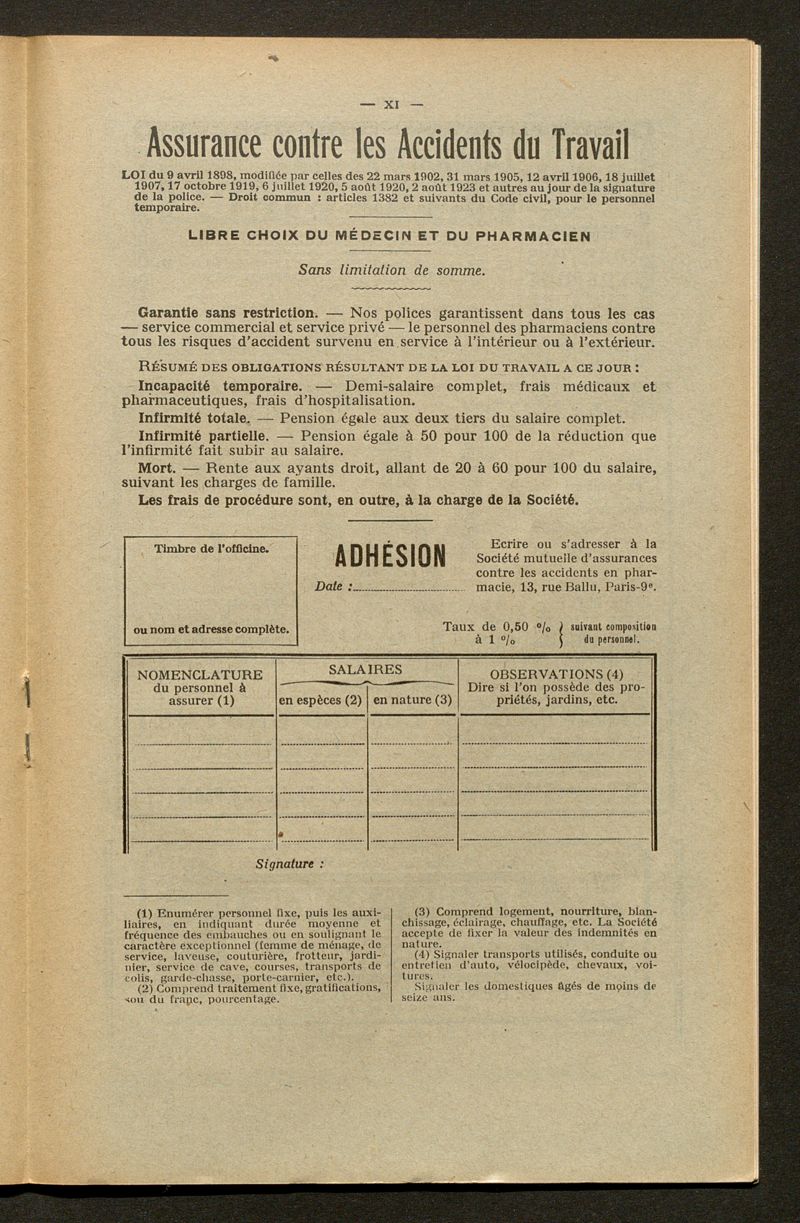 — XI —
Assurance contre les Accidents du Travail
LOI du 9 avril 1898, modifiée par celles des 22 mars 1902, 31 mars 1905, 12 avril 1906, 18 juillet
1907, 17 octobre 1919, 6 juillet 1920, 5 août 1920, 2 août 1923 et autres au jour de la signature
de la police. — Droit commun : articles 1382 et suivants du Code civil, pour le personnel
temporaire.
LIBRE CHOIX DU MÉDECIN ET DU PHARMACIEN
Sans limitation de somme.
Garantie sans restriction. — Nos polices garantissent dans tous les cas
— service commercial et service privé — le personnel des pharmaciens contre
tous les risques d'accident survenu en service à l'intérieur ou à l'extérieur.
RÉSUMÉ DES OBLIGATIONS RÉSULTANT DE LA LOI DU TRAVAIL A CE JOUR :
Incapacité temporaire. — Demi-salaire complet, frais médicaux et
pharmaceutiques, frais d'hospitalisation.
Infirmité totale. — Pension égale aux deux tiers du salaire complet.
Infirmité partielle. — Pension égale à 50 pour 100 de la réduction que
l'infirmité fait subir au salaire.
Mort. — Rente aux ayants droit, allant de 20 à 60 pour 100 du salaire,
suivant les charges de famille.
Les frais de procédure sont, en outre, à la charge de la Société.
Timbre de l'officine.
ou nom et adresse complète.
ADHÉSION
Date :
Ecrire ou s'adresser à la
Société mutuelle d'assurances
contre les accidents en phar-
macie, 13, rue Ballu, Paris-9e.
Taux de 0,50 % } suivant composition
à 1 % } du personnel.
NOMENCLATURE
du personnel à
assurer (1)
SALAIRES
en espèces (2)
en nature (3)
OBSERVATIONS (4)
Dire si l'on possède des pro-
priétés, jardins, etc.
Signature :
(1) Enumérer personnel fixe, puis les auxi-
liaires, en indiquant durée moyenne et
fréquence des embauches ou en soulignant le
caractère exceptionnel (femme de ménage, de
service, laveuse, couturière, frotteur, jardi-
nier, service de cave, courses, transports de
colis, garde-chasse, porte-carnier, etc.).
(2) Comprend traitement fixe, gratifications,
sou du franc, pourcentage.
(3) Comprend logement, nourriture, blan-
chissage, éclairage, chauffage, etc. La Société
accepte de fixer la valeur des indemnités en
nature.
(4) Signaler transports utilisés, conduite ou
entretien d'auto, vélocipède, chevaux, voi-
tures.
Signaler les domestiques âgés de moins de
seize ans.